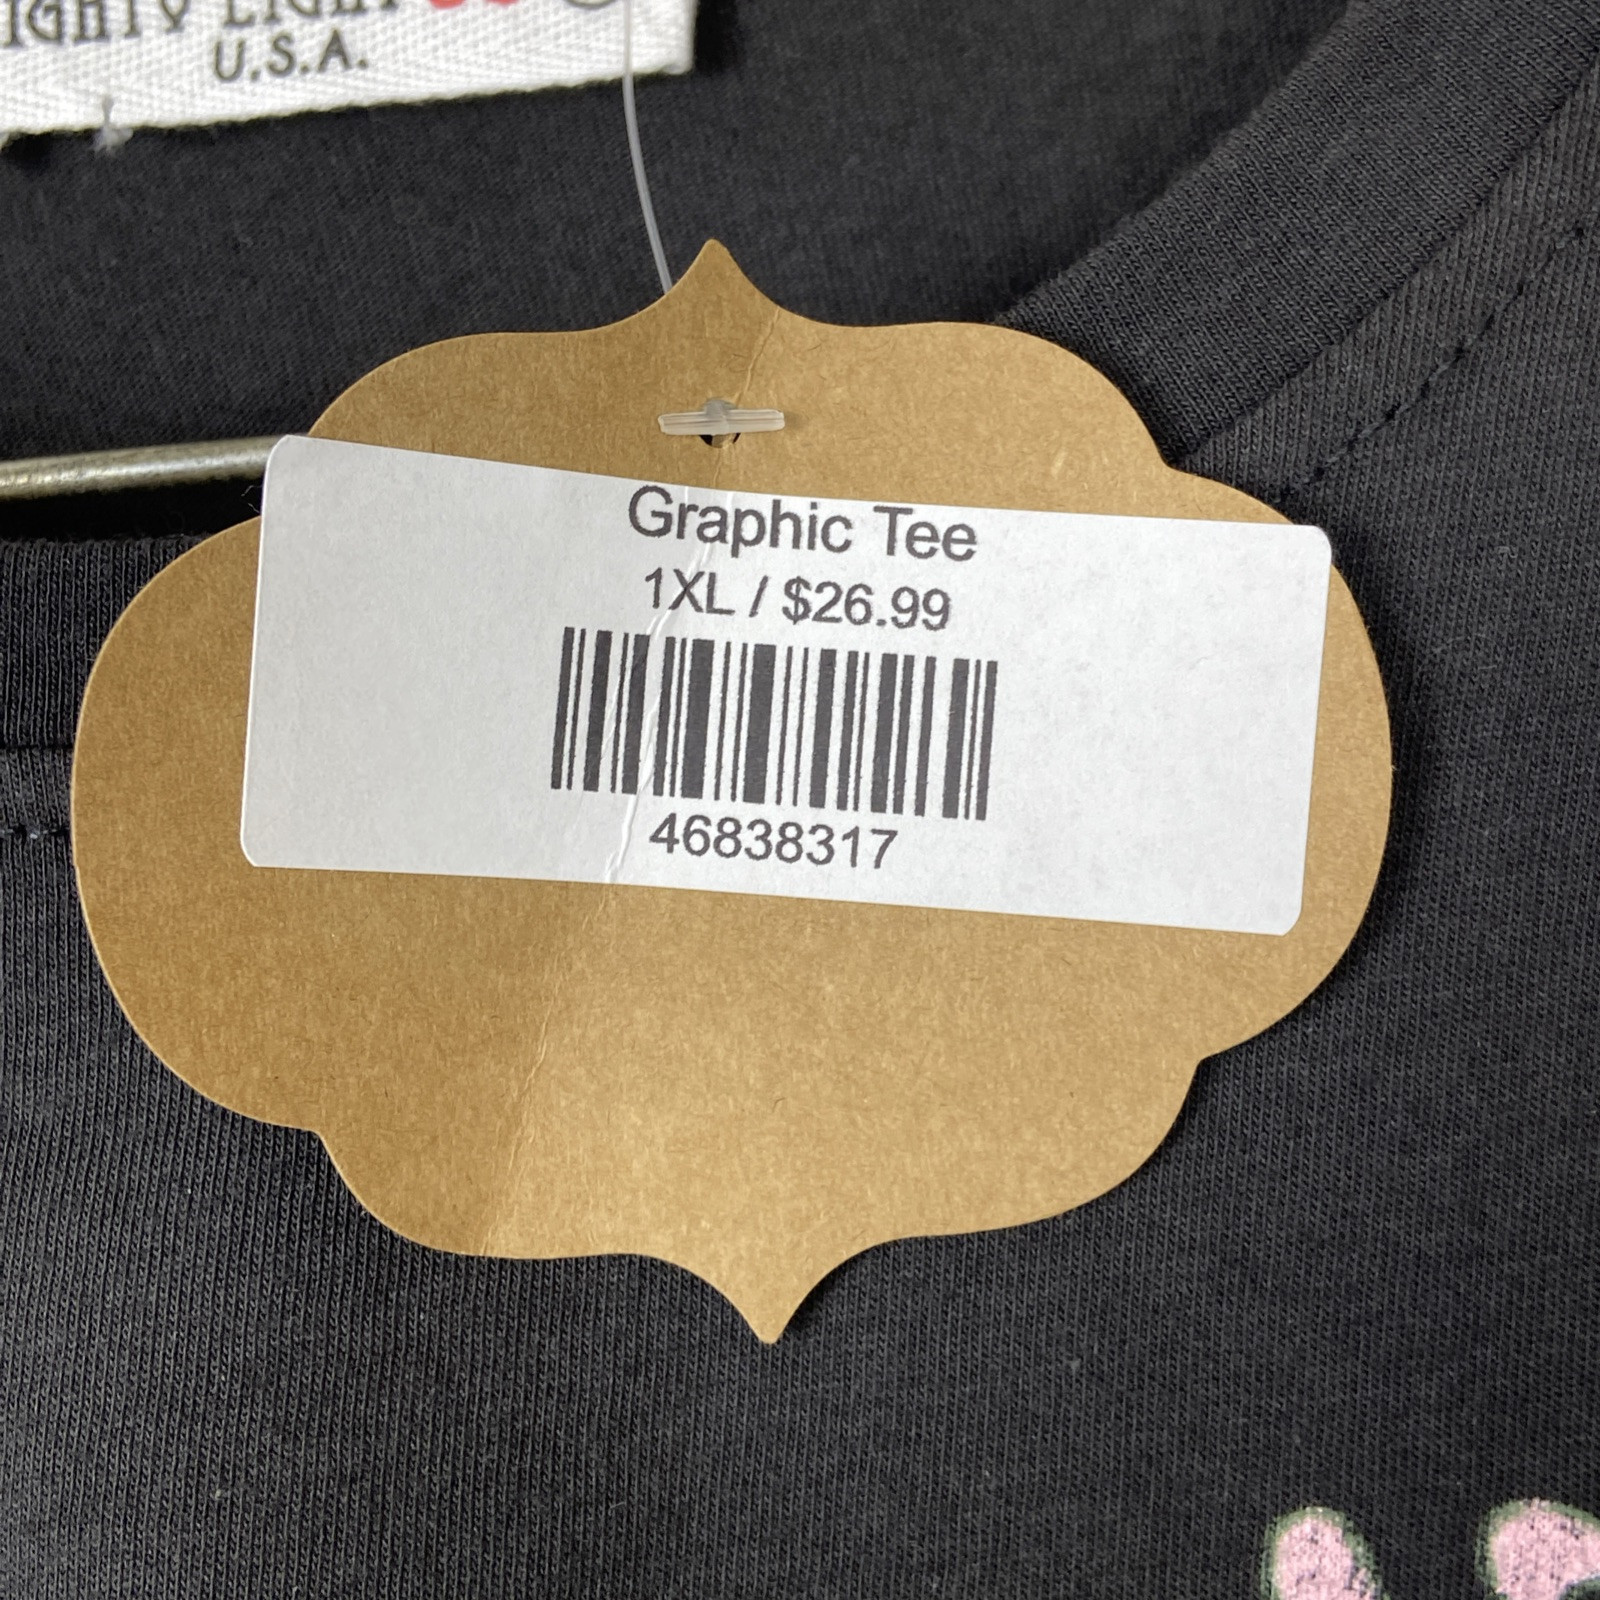 U.S.A.
Graphic Tee
1XL / $26.99
46838317